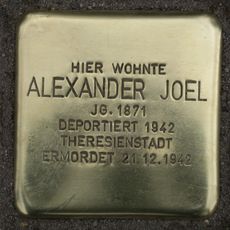 HIER WOHNTE
ALEXANDER JOEL
JG. 1871
DEPORTIERT 1942
THERESIENSTADT
ERMORDET 21.12.1942